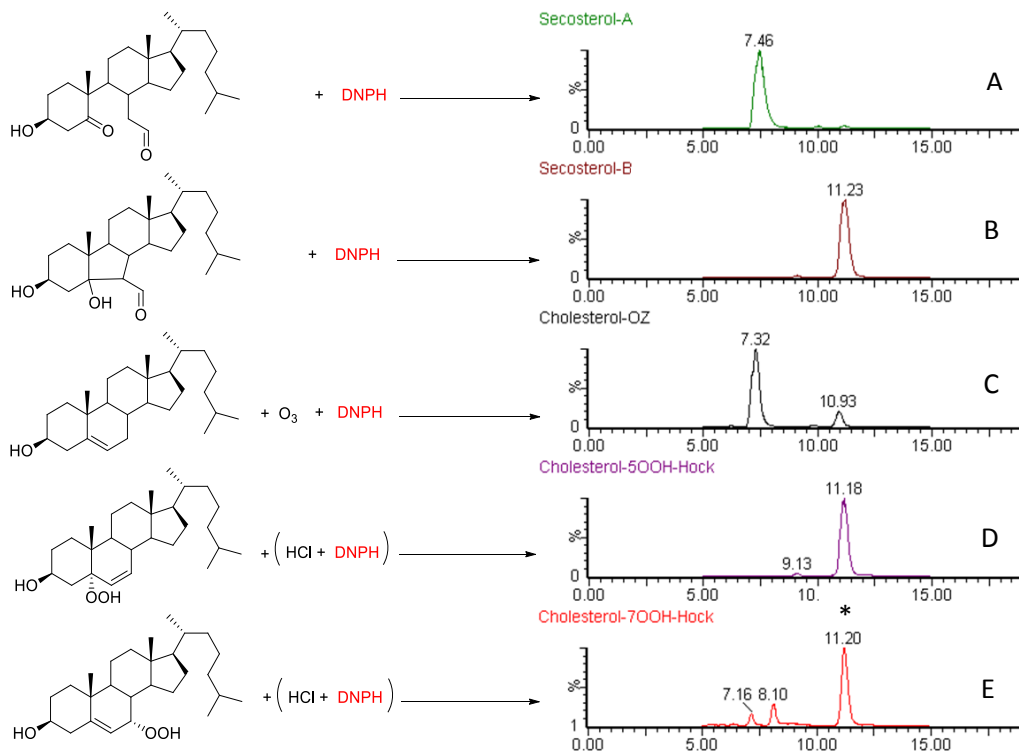 Secosterol-A
7.46
A
%
0
0.00 5.00 10.00 15.00
HO
O
O
+ DNPH
Secosterol-B
11.23
B
%
0
0.00 5.00 10.00 15.00
HO
OH
O
+ DNPH
Cholesterol-OZ
7.32
10.93
C
%
0
0.00 5.00 10.00 15.00
HO
+ O3 + DNPH
Cholesterol-5OOH-Hock
11.18
9.13
D
%
0
0.00 5.00 10. 15.00
HO
OOH
+ (HCl + DNPH)
*
Cholesterol-7OOH-Hock
11.20
7.16 8.10
E
%
1
0.00 5.00 10.00 15.00
HO
OOH
+ (HCl + DNPH)